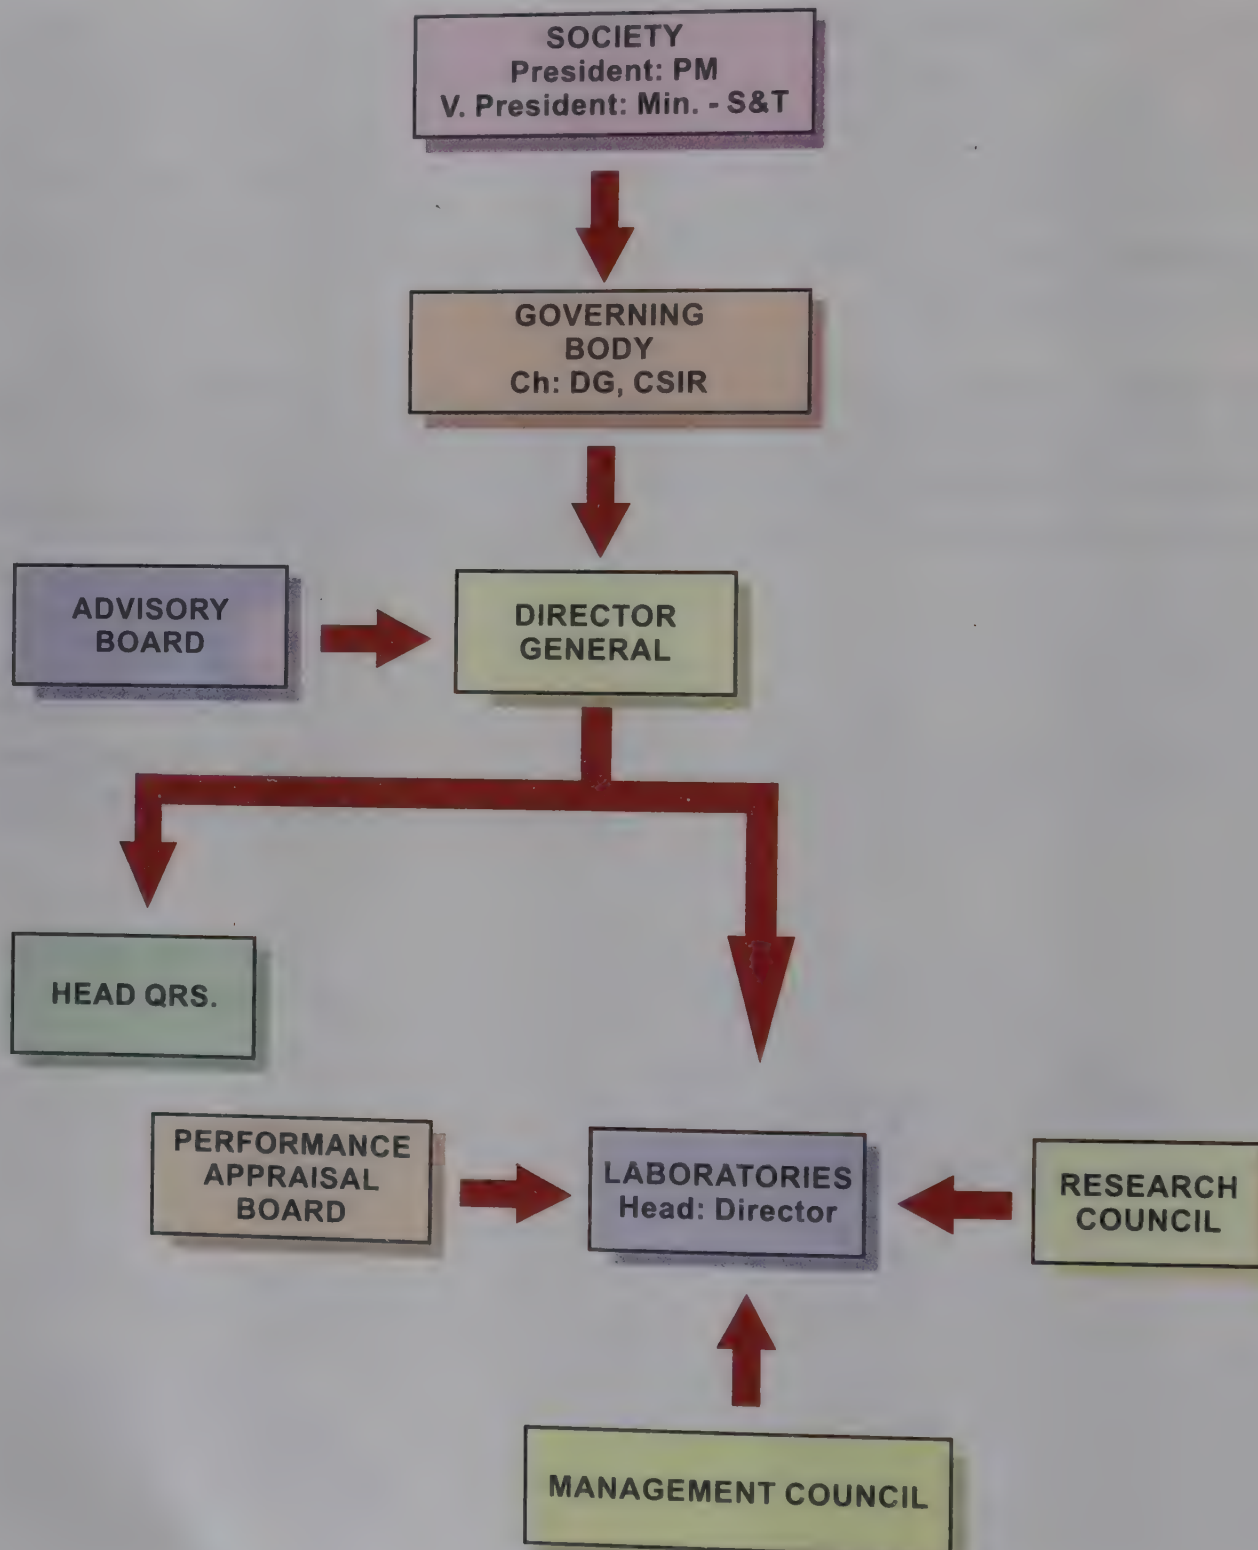 SOCIETY
President: PM
V. President: Min. - S&T
GOVERNING
BODY
Ch: DG, CSIR
ADVISORY
BOARD
DIRECTOR
GENERAL
HEAD QRS.
PERFORMANCE
APPRAISAL
BOARD
LABORATORIES
Head: Director
RESEARCH
COUNCIL
MANAGEMENT COUNCIL